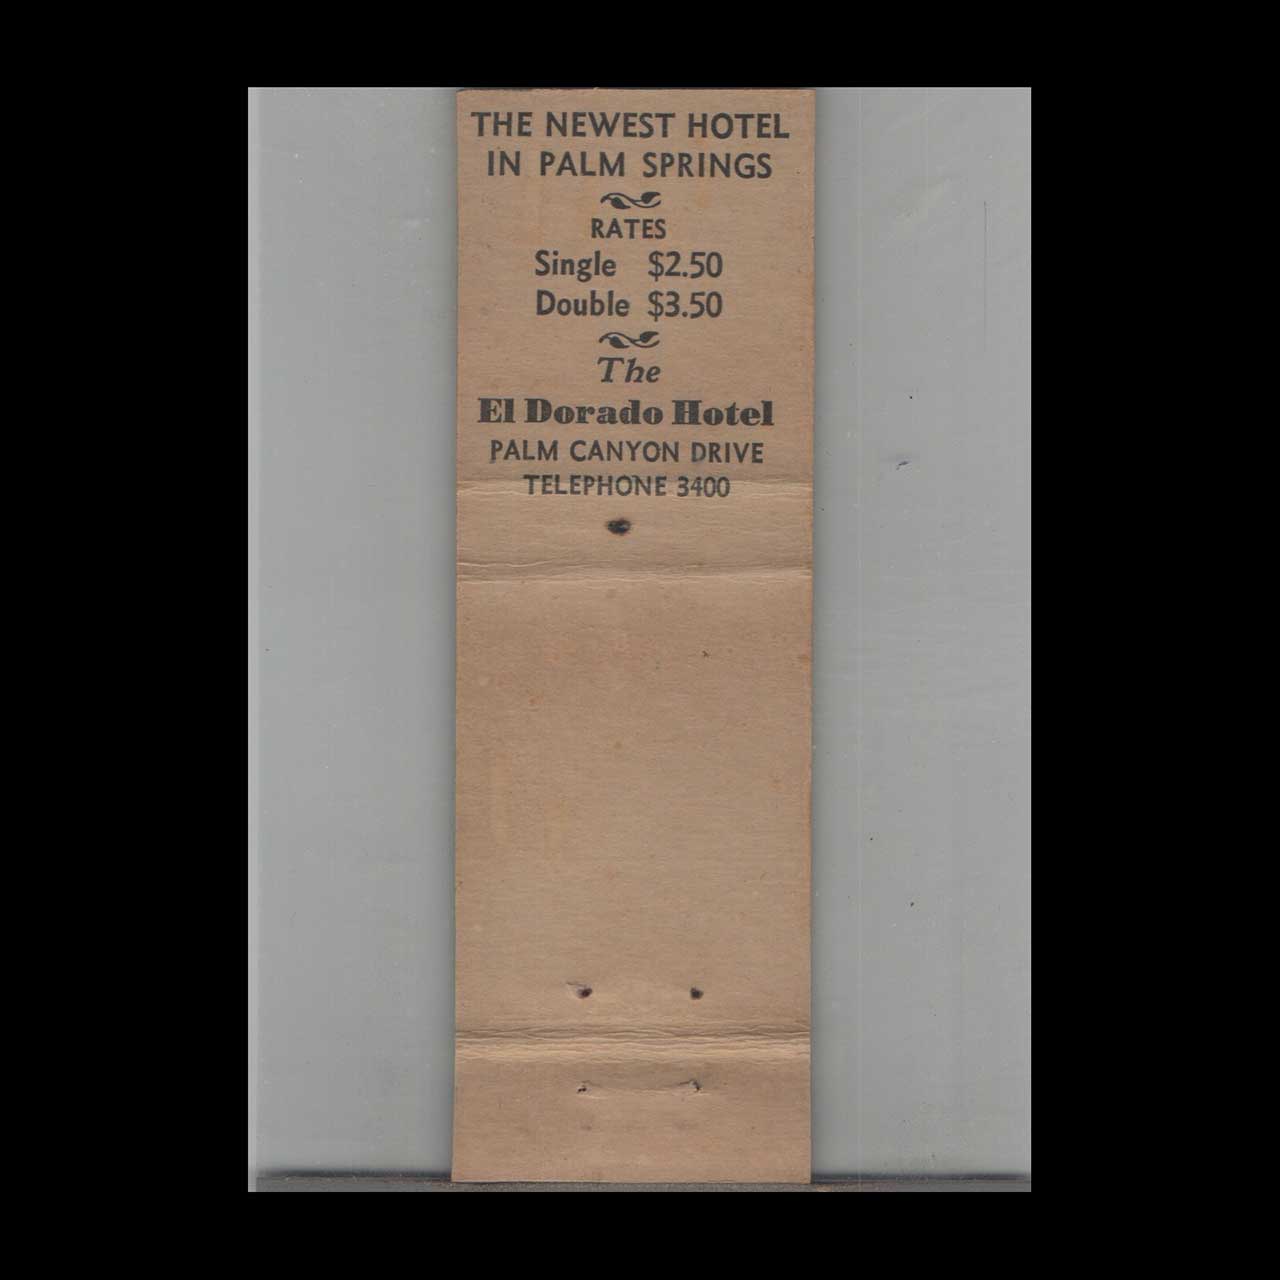 THE NEWEST HOTEL
IN PALM SPRINGS
RATES
Single $2.50
Double $3.50
The
El Dorado Hotel
PALM CANYON DRIVE
TELEPHONE 3400